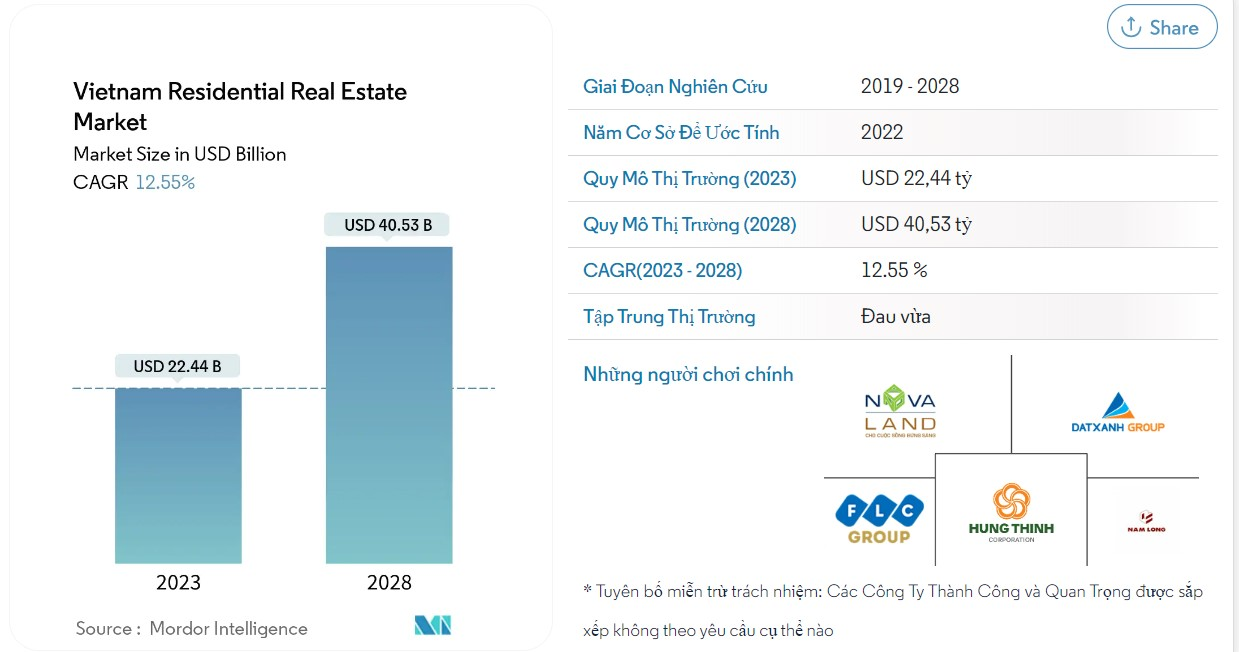 Share
Vietnam Residential Real Estate
Market
Market Size in USD Billion
CAGR 12.55%
USD 40.53 B
USD 22.44 B
2023
2028
Source : Mordor Intelligence
Giai Đoạn Nghiên Cứu 2019 - 2028
Năm Cơ Sở Để Ước Tính 2022
Quy Mô Thị Trường (2023) USD 22,44 tỷ
Quy Mô Thị Trường (2028) USD 40,53 tỷ
CAGR(2023 - 2028) 12.55 %
Tập Trung Thị Trường Đau vừa
Những người chơi chính
NOVA
LAND
DATXANH GROUP
FLC
GROUP
HUNG THINH
CORPORATION
NAM LONG
* Tuyên bố miễn trừ trách nhiệm: Các Công Ty Thành Công và Quan Trọng được sắp
xếp không theo yêu cầu cụ thể nào